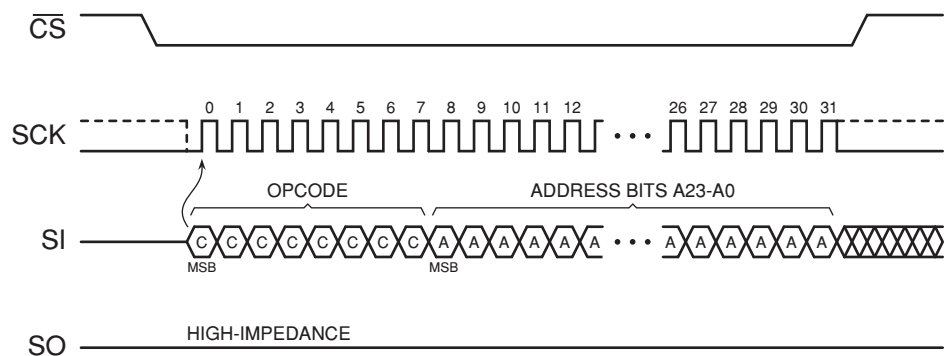 CS
0 1 2 3 4 5 6 7 8 9 10 11 12 26 27 28 29 30 31
SCK
OPCODE ADDRESS BITS A23-A0
SI C C C C C C C C A A A A A A A A A A A A
MSB MSB
HIGH-IMPEDANCE
SO